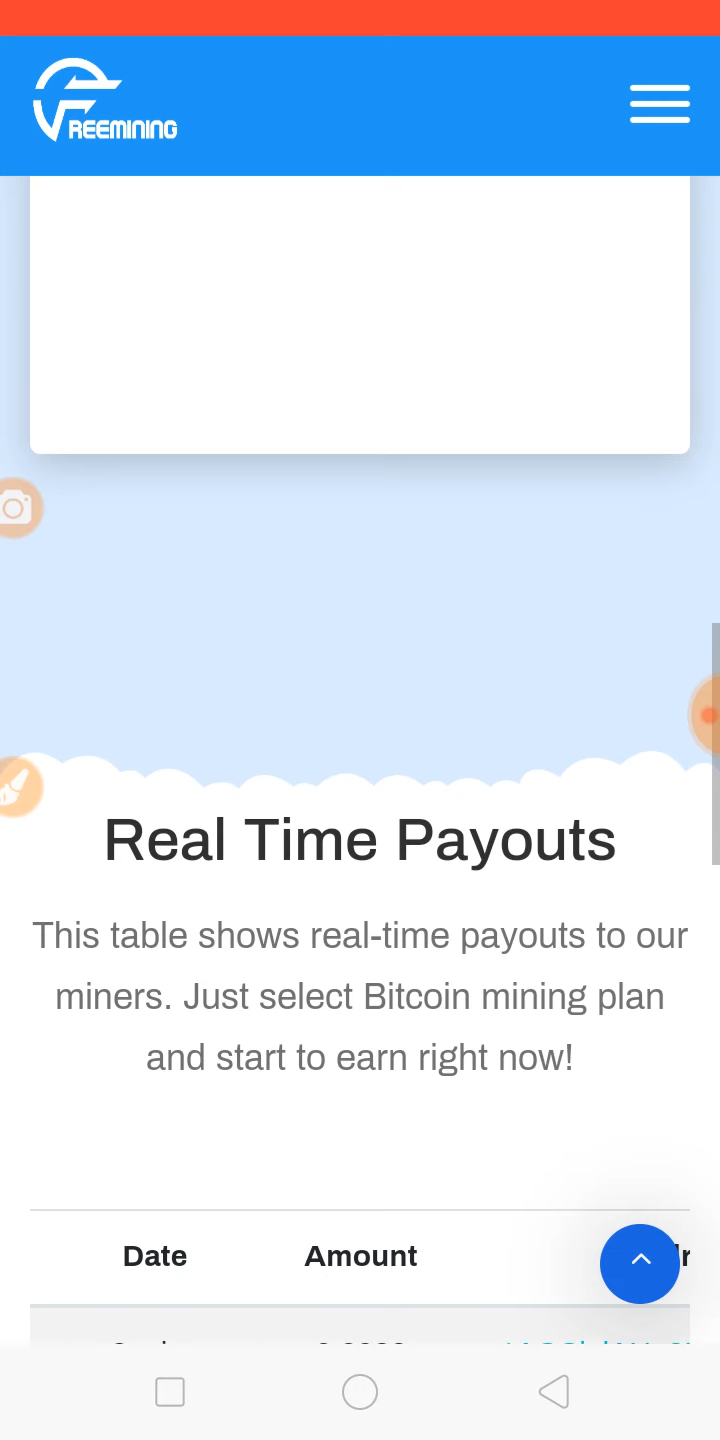 REEMINING
Real Time Payouts
This table shows real-time payouts to our
miners. Just select Bitcoin mining plan
and start to earn right now!
Date Amount